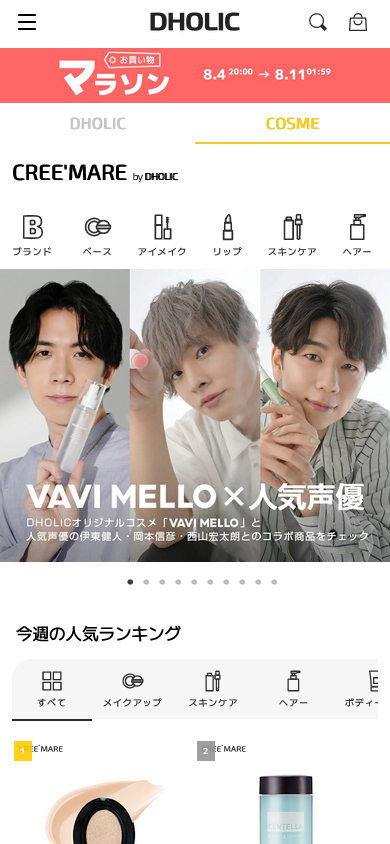 DHOLIC
お買い物
マラソン
8.4 20:00 → 8.11 01:59
DHOLIC
COSME
CREE'MARE by DHOLIC
ブランド
ベース
アイメイク
リップ
スキンケア
ヘアー
VAVI MELLO×人気声優
DHOLICオリジナルコスメ「VAVI MELLO」と
人気声優の伊東健人・岡本信彦・西山宏太朗とのコラボ商品をチェック
今週の人気ランキング
すべて
メイクアップ
スキンケア
ヘアー
ボディー
1
EE'MARE
2
EE'MARE
CENTELLA